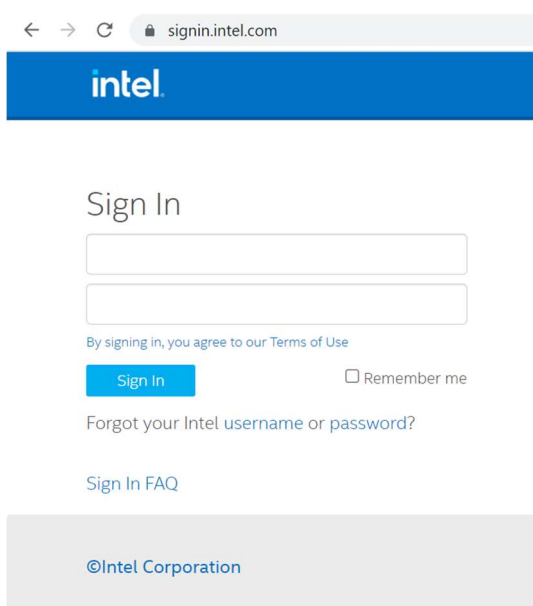 signin.intel.com
intel.
Sign In
By signing in, you agree to our Terms of Use
Sign In
Remember me
Forgot your Intel username or password?
Sign In FAQ
©Intel Corporation